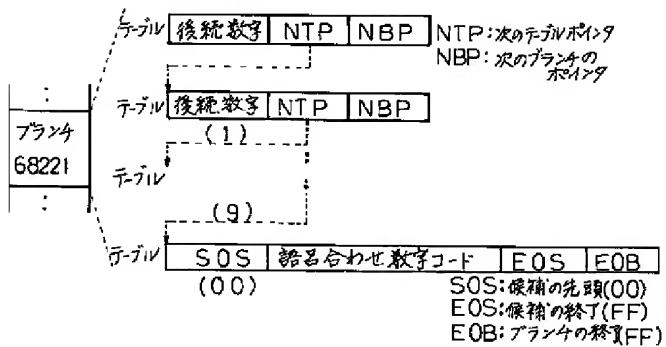 テーブル 後続数字 NTP NBP NTP:次のテーブルポインタ
NBP:次のブランチの
ポインタ
:
テーブル 後続数字 NTP NBP
ブランチ
(1)
68221
テーブル
:
(9)
テーブル SOS 語呂合わせ数字コード EOS EOB
(00)
SOS:候補の先頭(00)
EOS:候補の終了(FF)
EOB:ブランチの終了(FF)